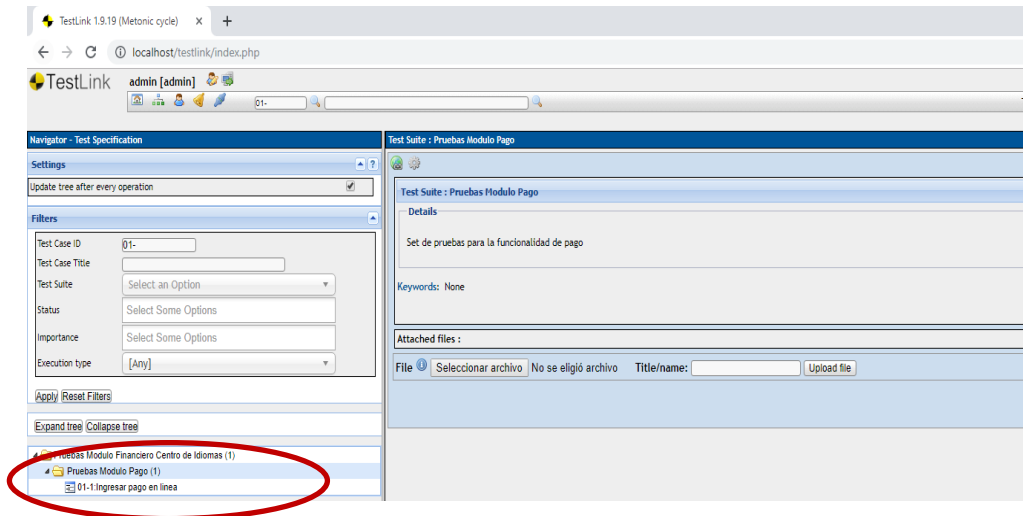 TestLink 1.9.19 (Metonic cycle)
localhost/testlink/index.php
TestLink admin [admin]
01-
Navigator - Test Specification
Settings
?
Update tree after every operation
Filters
Test Case ID 01-
Test Case Title
Test Suite Select an Option
Status Select Some Options
Importance Select Some Options
Execution type [Any]
Apply Reset Filters
Expand tree Collapse tree
Pruebas Modulo Financiero Centro de Idiomas (1)
Pruebas Modulo Pago (1)
01-1:Ingresar pago en linea
Test Suite : Pruebas Modulo Pago
Test Suite : Pruebas Modulo Pago
Details
Set de pruebas para la funcionalidad de pago
Keywords: None
Attached files :
File Seleccionar archivo No se eligió archivo Title/name: Upload file